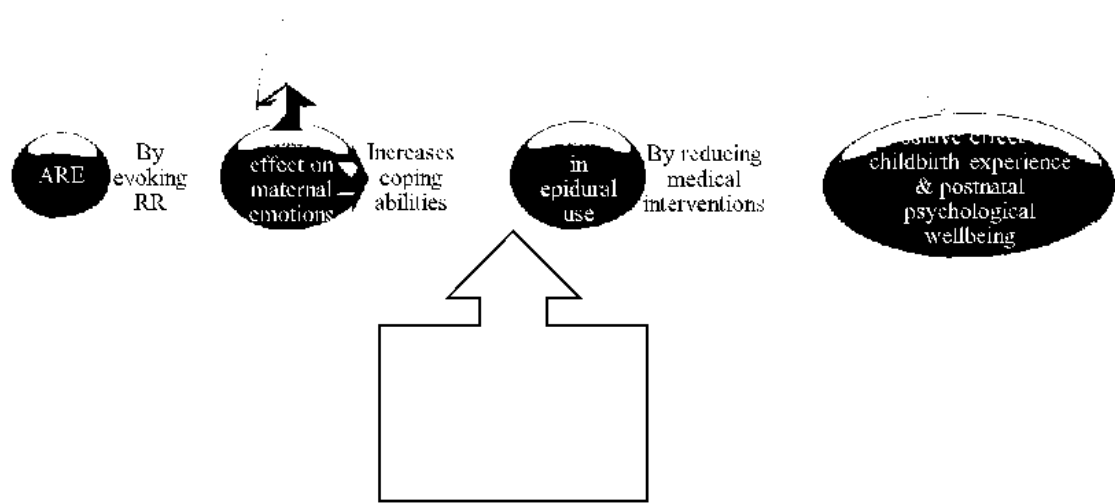 ARE
By
evoking
RR
effect on
maternal
emotions
Increases
coping
abilities
in
epidural
use
By reducing
medical
interventions
childbirth experience
& postnatal
psychological
wellbeing